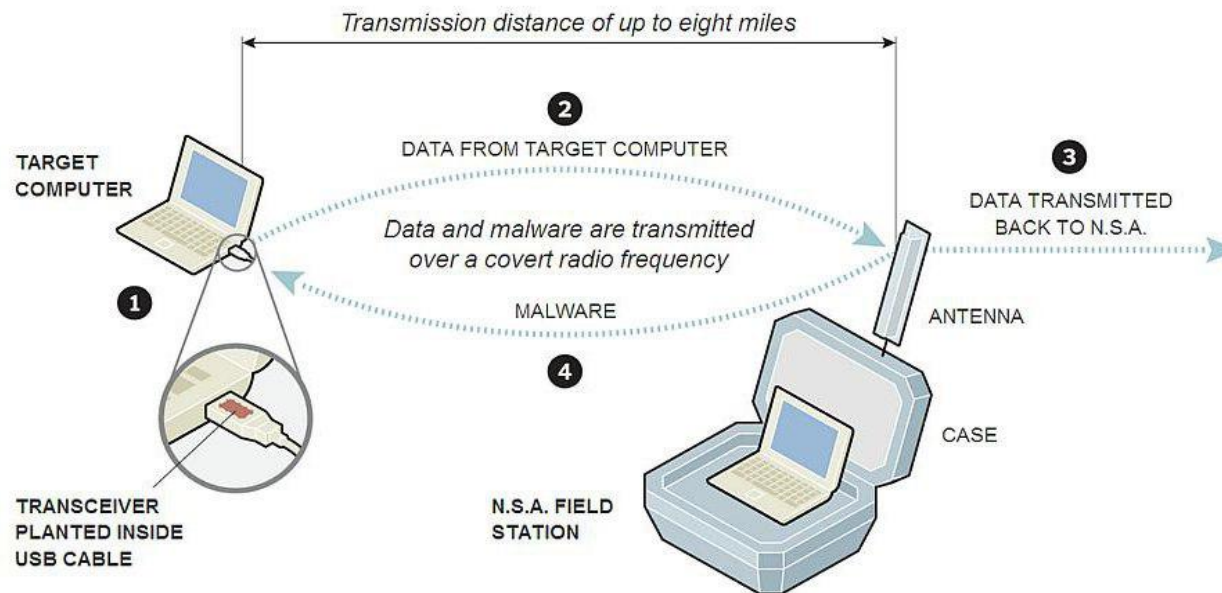 Transmission distance of up to eight miles
2
DATA FROM TARGET COMPUTER
3
DATA TRANSMITTED
BACK TO N.S.A.
TARGET
COMPUTER
Data and malware are transmitted
over a covert radio frequency
1
MALWARE
4
ANTENNA
CASE
TRANSCEIVER
PLANTED INSIDE
USB CABLE
N.S.A. FIELD
STATION